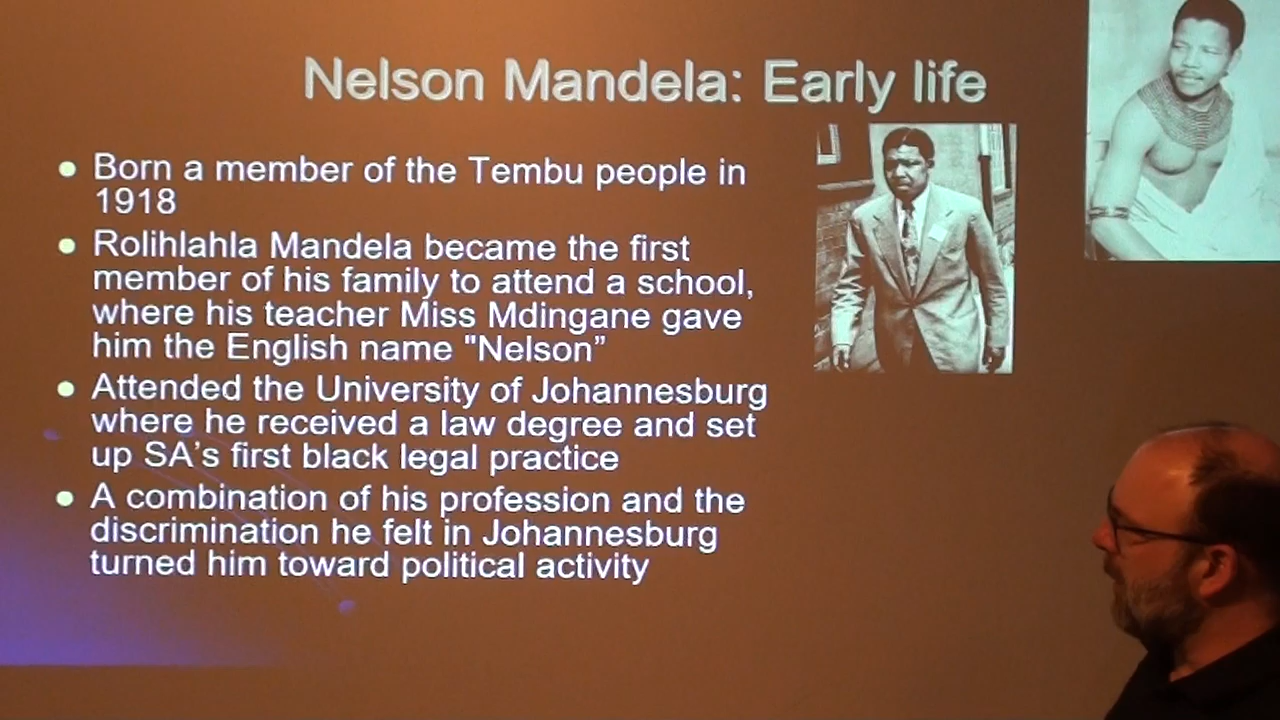 Nelson Mandela: Early life
Born a member of the Tembu people in
1918
Rolihlahla Mandela became the first
member of his family to attend a school,
where his teacher Miss Mdingane gave
him the English name "Nelson”
Attended the University of Johannesburg
where he received a law degree and set
up SA’s first black legal practice
A combination of his profession and the
discrimination he felt in Johannesburg
turned him toward political activity